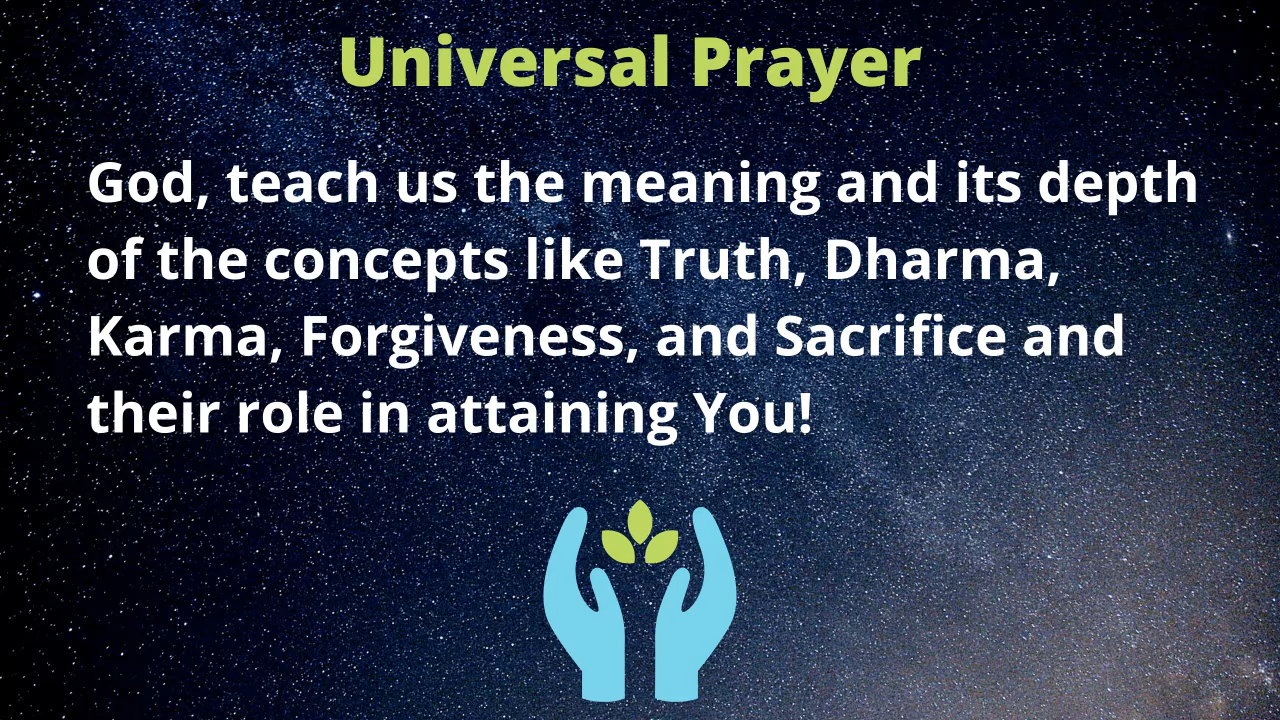 Universal Prayer
God, teach us the meaning and its depth
of the concepts like Truth, Dharma,
Karma, Forgiveness, and Sacrifice and
their role in attaining You!